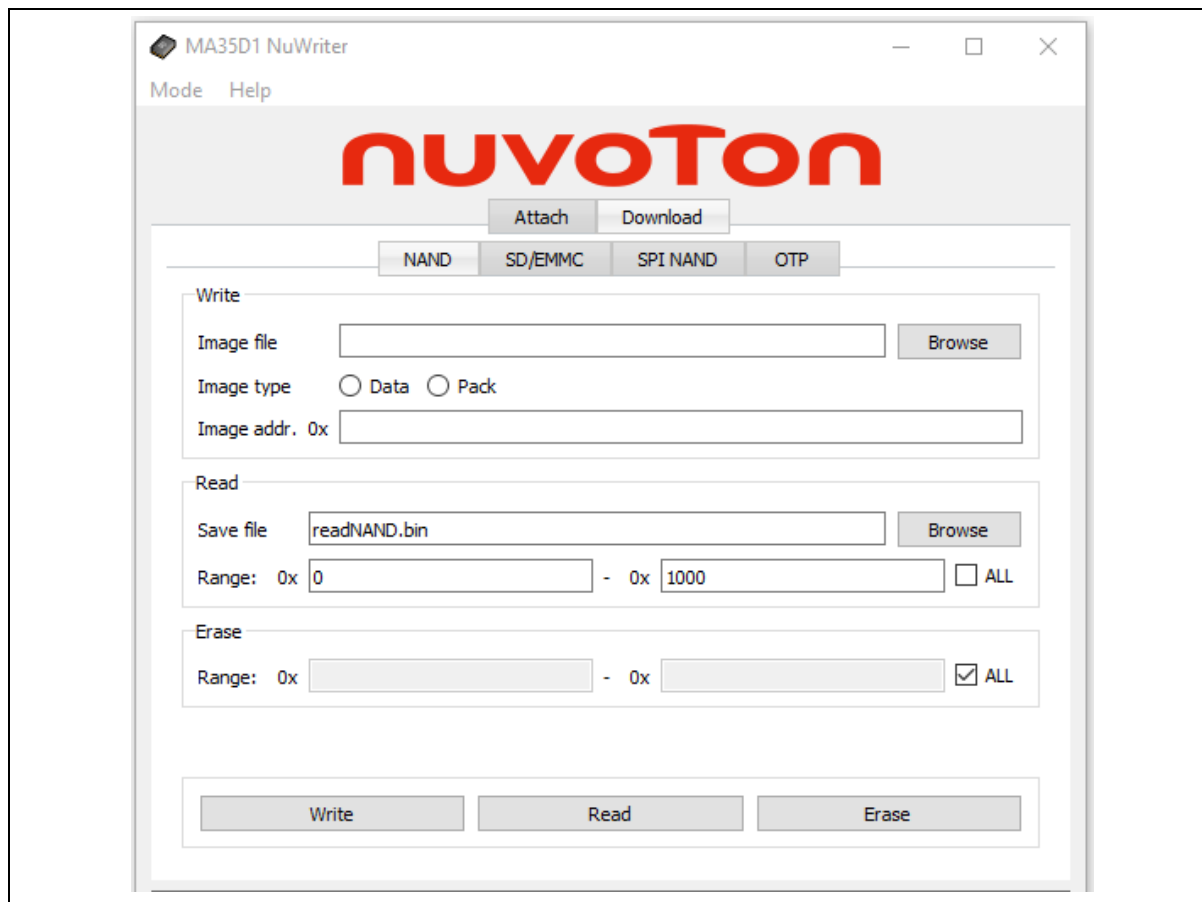 MA35D1 NuWriter
Mode Help
nuvoTon
Attach Download
NAND SD/EMMC SPI NAND OTP
Write
Image file Browse
Image type Data Pack
Image addr. 0x
Read
Save file readNAND.bin Browse
Range: 0x 0 - 0x 1000 ALL
Erase
Range: 0x - 0x ALL
Write Read Erase